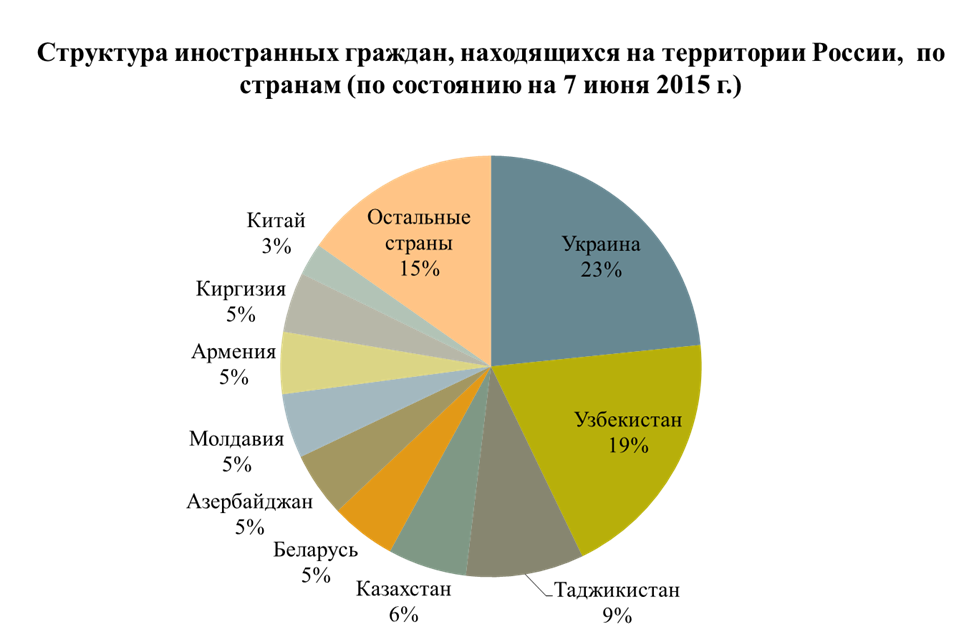 Структура иностранных граждан, находящихся на территории России, по
странам (по состоянию на 7 июня 2015 г.)
Украина
23%
Узбекистан
19%
Таджикистан
9%
Казахстан
6%
Беларусь
5%
Азербайджан
5%
Молдавия
5%
Армения
5%
Киргизия
5%
Китай
3%
Остальные
страны
15%